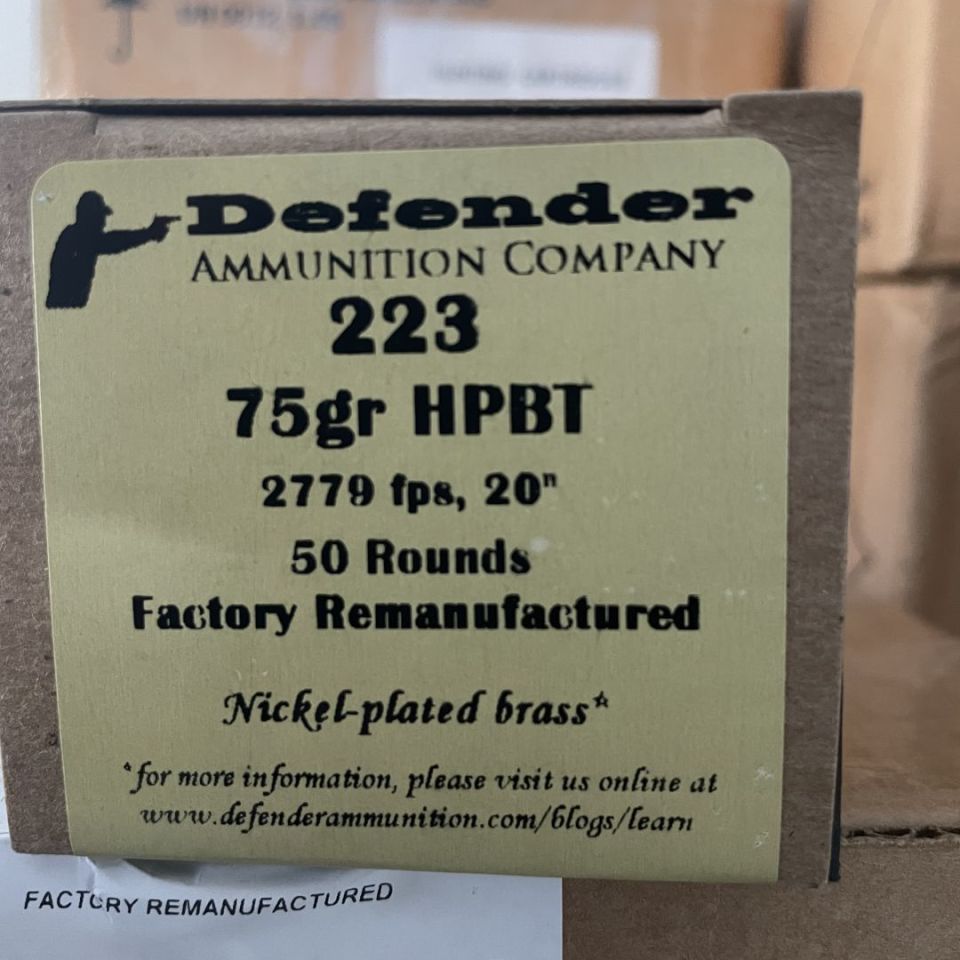 Defender
AMMUNITION COMPANY
223
75gr HPBT
2779 fps, 20"
50 Rounds
Factory Remanufactured
Nickel-plated brass*
*for more information, please visit us online at
www.defenderammunition.com/blogs/learn
FACTORY REMANUFACTURED